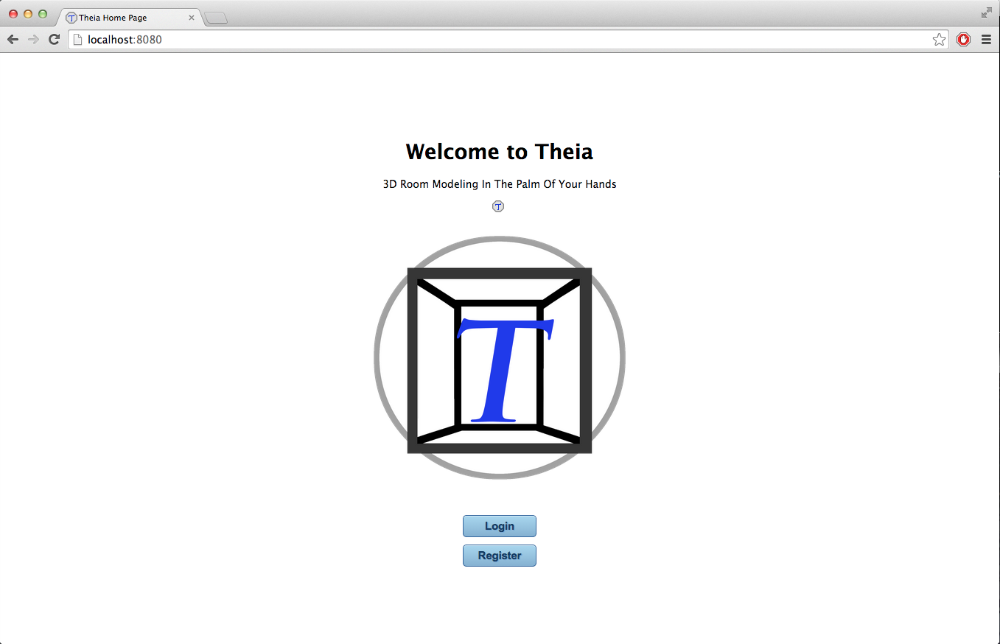 Theia Home Page
localhost:8080
Welcome to Theia
3D Room Modeling In The Palm Of Your Hands
T
T
Login
Register